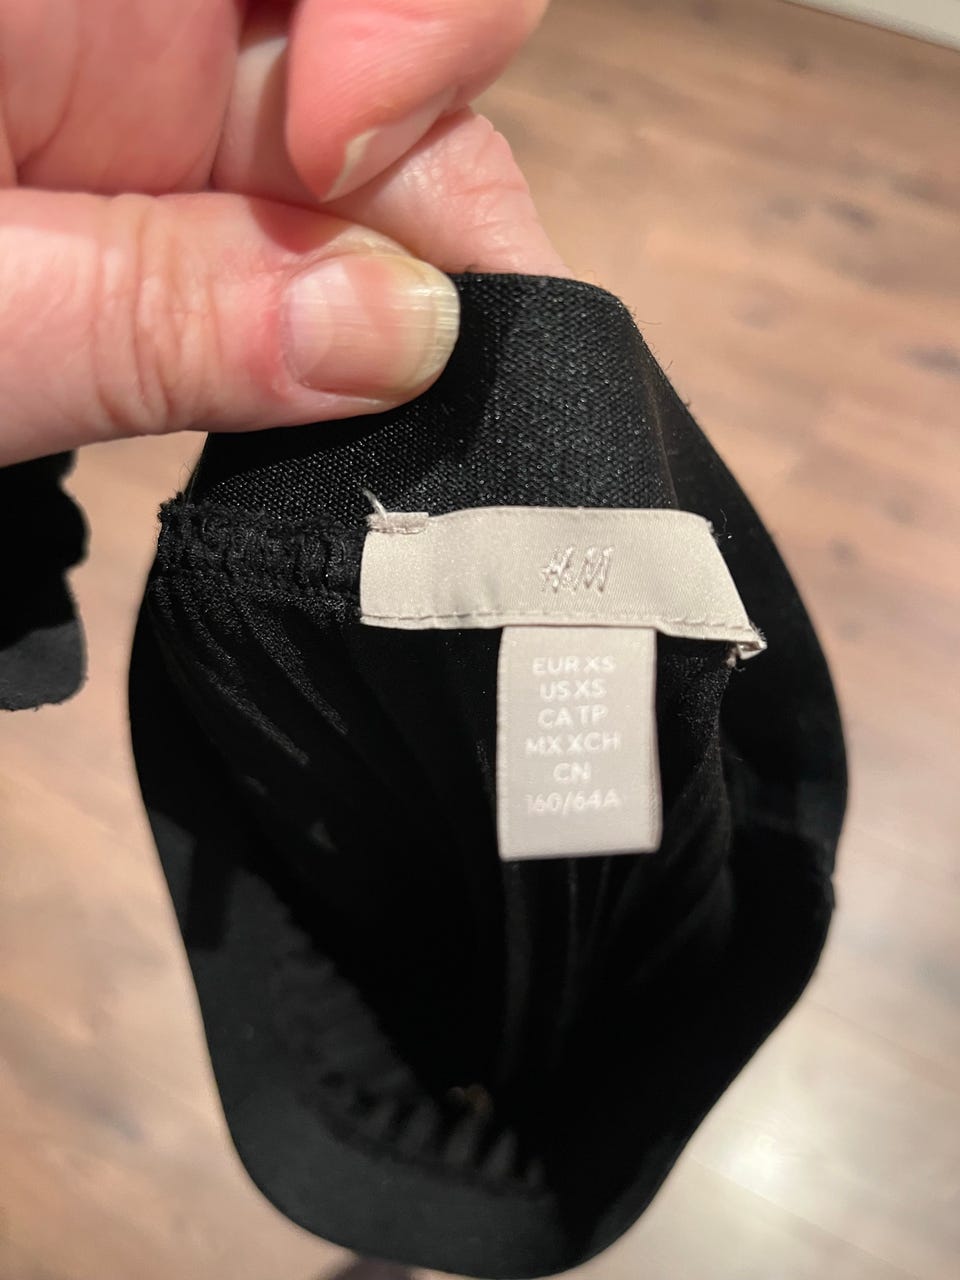 H&M
EUR XS
US XS
CA TP
MX XCH
CN
160/64A